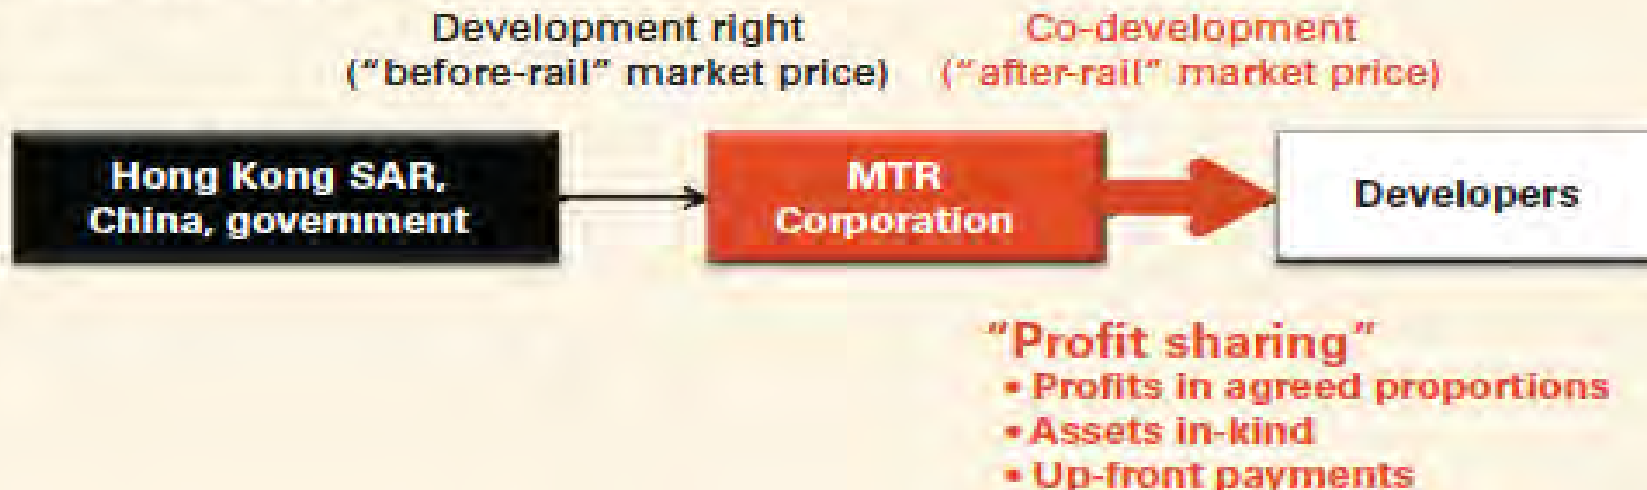 Development right
("before-rail" market price)
Co-development
("after-rail" market price)
Hong Kong SAR,
China, government
MTR
Corporation
Developers
"Profit sharing"
• Profits in agreed proportions
• Assets in-kind
• Up-front payments